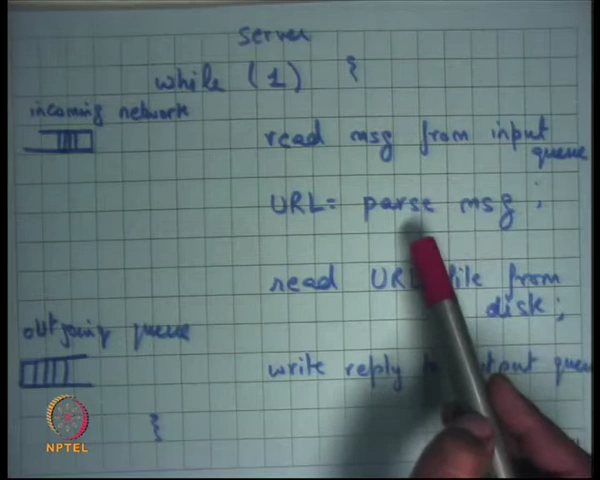 server
while (1) {
incoming network
read msg from input
queue
URL= parse msg ;
read URL file from
disk;
outgoing queue
write reply to output queue
}
NPTEL